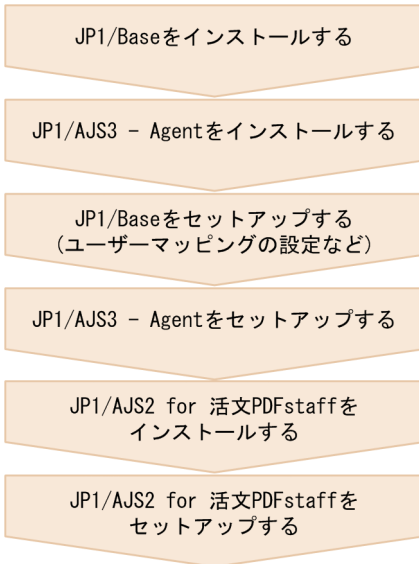 JP1/Baseをインストールする
JP1/AJS3 - Agentをインストールする
JP1/Baseをセットアップする
（ユーザーマッピングの設定など）
JP1/AJS3 - Agentをセットアップする
JP1/AJS2 for 活文PDFstaffを
インストールする
JP1/AJS2 for 活文PDFstaffを
セットアップする